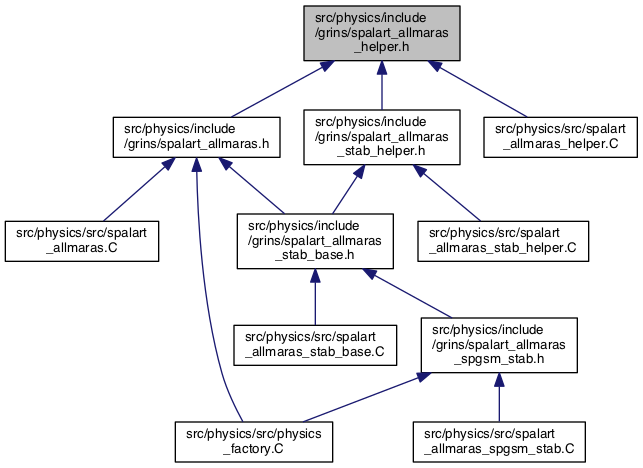 src/physics/include
/grins/spalart_allmaras
_helper.h
src/physics/include
/grins/spalart_allmaras.h
src/physics/include
/grins/spalart_allmaras
_stab_helper.h
src/physics/src/spalart
_allmaras_helper.C
src/physics/src/spalart
_allmaras.C
src/physics/include
/grins/spalart_allmaras
_stab_base.h
src/physics/src/spalart
_allmaras_stab_helper.C
src/physics/src/spalart
_allmaras_stab_base.C
src/physics/include
/grins/spalart_allmaras
_spgsm_stab.h
src/physics/src/physics
_factory.C
src/physics/src/spalart
_allmaras_spgsm_stab.C